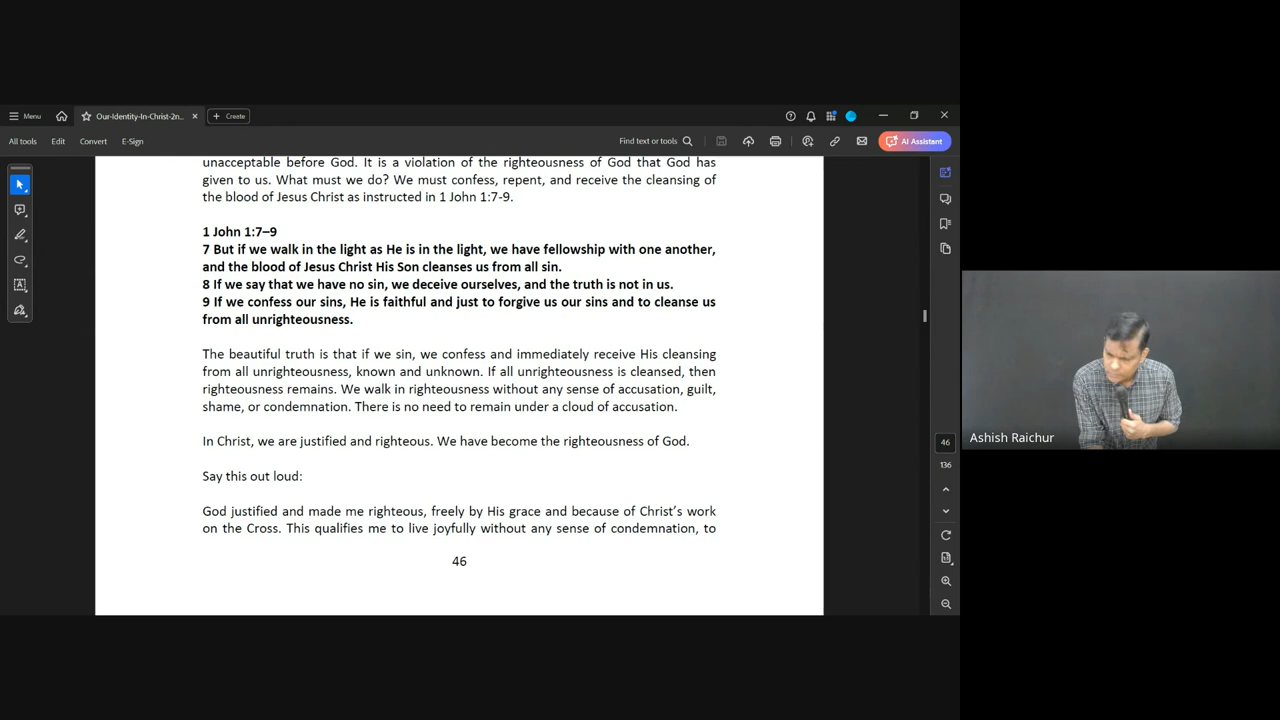 Menu
Our-Identity-In-Christ-2n...
Create
All tools
Edit
Convert
E-Sign
Find text or tools
AI Assistant
unacceptable before God. It is a violation of the righteousness of God that God has
given to us. What must we do? We must confess, repent, and receive the cleansing of
the blood of Jesus Christ as instructed in 1 John 1:7-9.
1 John 1:7–9
7 But if we walk in the light as He is in the light, we have fellowship with one another,
and the blood of Jesus Christ His Son cleanses us from all sin.
8 If we say that we have no sin, we deceive ourselves, and the truth is not in us.
9 If we confess our sins, He is faithful and just to forgive us our sins and to cleanse us
from all unrighteousness.
The beautiful truth is that if we sin, we confess and immediately receive His cleansing
from all unrighteousness, known and unknown. If all unrighteousness is cleansed, then
righteousness remains. We walk in righteousness without any sense of accusation, guilt,
shame, or condemnation. There is no need to remain under a cloud of accusation.
In Christ, we are justified and righteous. We have become the righteousness of God.
Say this out loud:
God justified and made me righteous, freely by His grace and because of Christ's work
on the Cross. This qualifies me to live joyfully without any sense of condemnation, to
46
46
136
Ashish Raichur